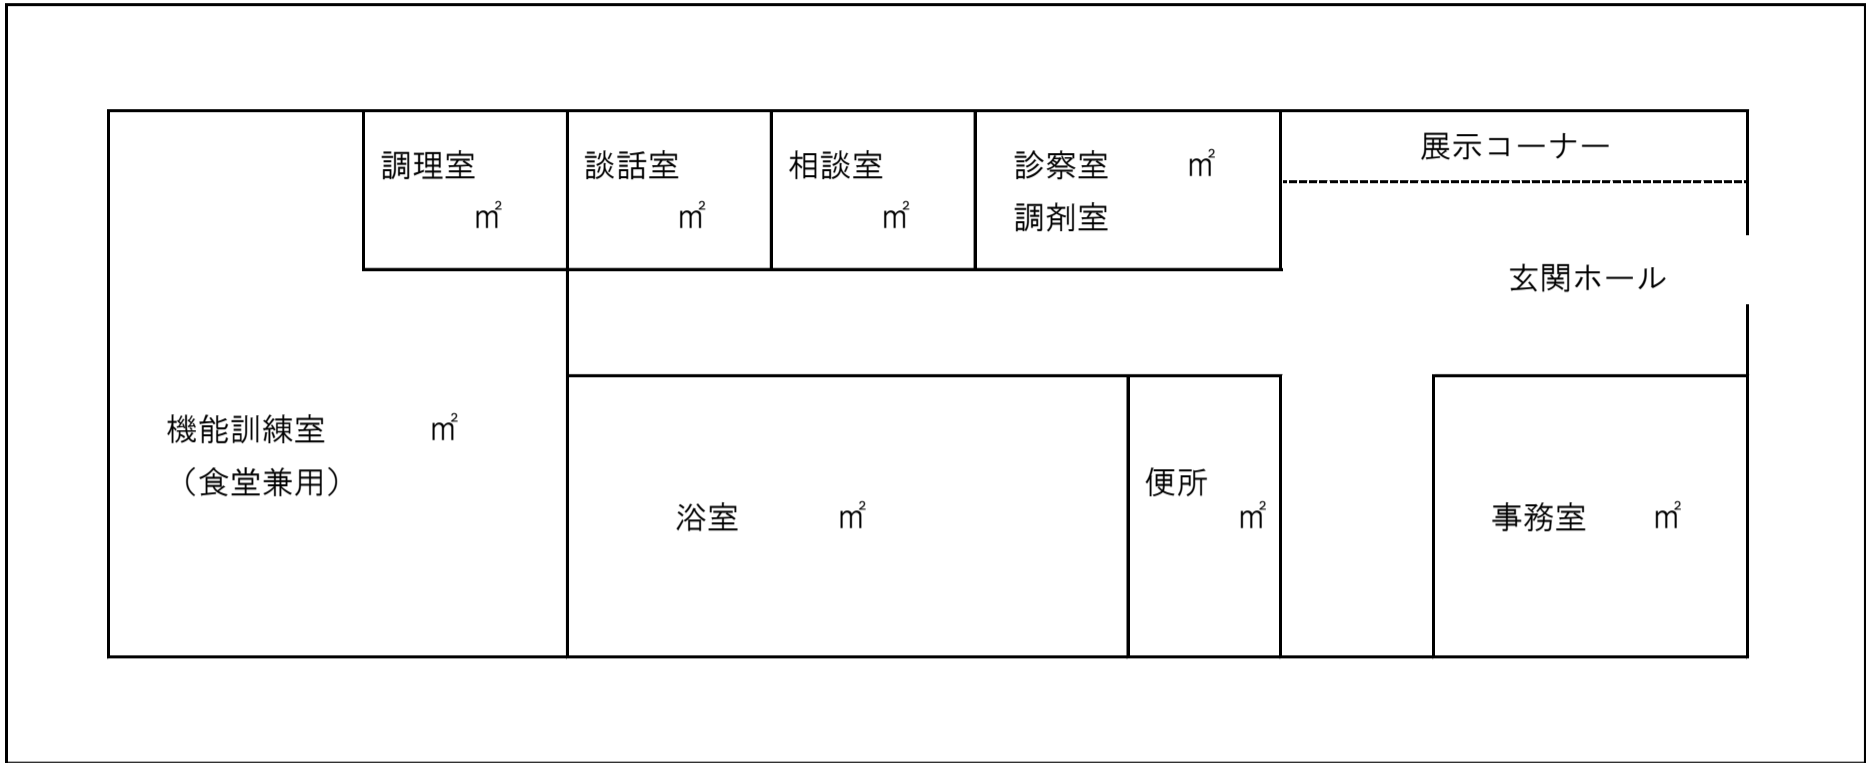 展示コーナー
調理室
㎡
談話室
㎡
相談室
㎡
診察室 ㎡
調剤室
玄関ホール
機能訓練室 ㎡
（食堂兼用）
浴室 ㎡
便所
㎡
事務室 ㎡